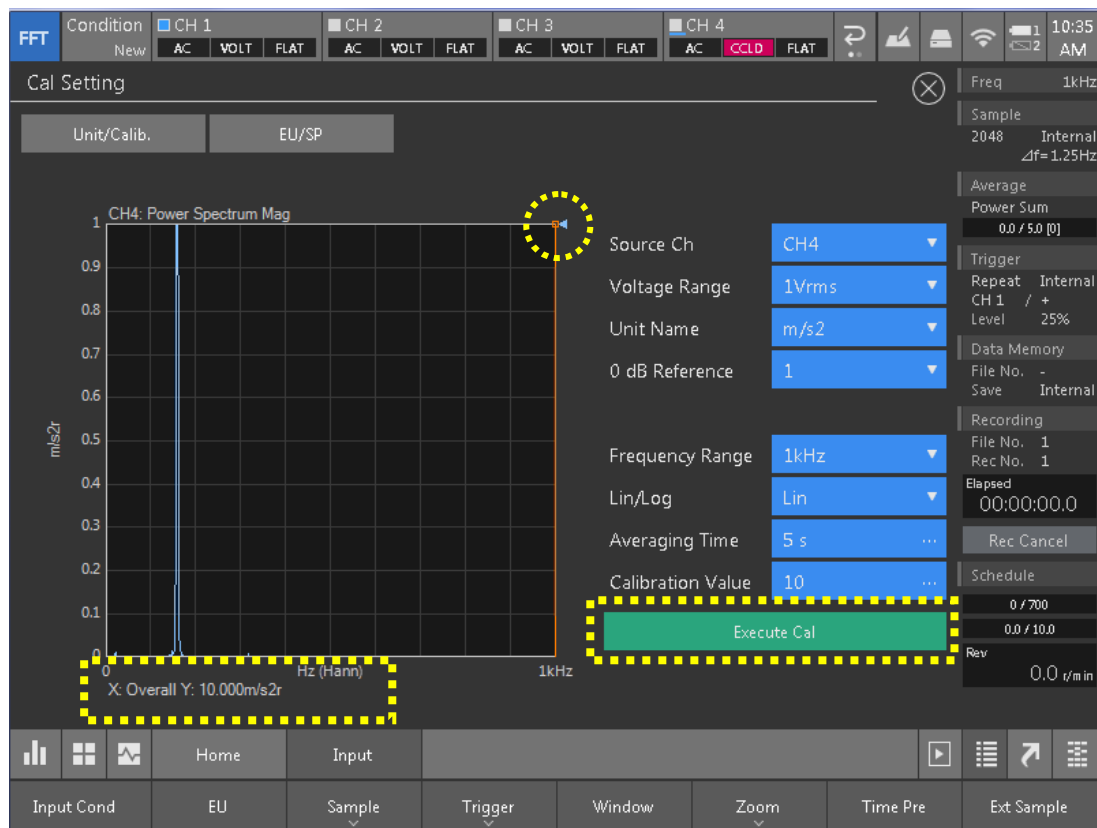 FFT
Condition
New
CH 1
AC VOLT FLAT
CH 2
AC VOLT FLAT
CH 3
AC VOLT FLAT
CH 4
AC CCLD FLAT
1
2
10:35
AM
Cal Setting
Unit/Calib.
EU/SP
CH4: Power Spectrum Mag
1
0.9
0.8
0.7
0.6
0.5
0.4
0.3
0.2
0.1
0
m/s2r
0
Hz (Hann)
1kHz
X: Overall Y: 10.000m/s2r
Source Ch CH4
Voltage Range 1Vrms
Unit Name m/s2
0 dB Reference 1
Frequency Range 1kHz
Lin/Log Lin
Averaging Time 5 s ...
Calibration Value 10 ...
Execute Cal
Freq 1kHz
Sample
2048 Internal
⊿f= 1.25Hz
Average
Power Sum
0.0 / 5.0 [0]
Trigger
Repeat Internal
CH 1 / +
Level 25%
Data Memory
File No. -
Save Internal
Recording
File No. 1
Rec No. 1
Elapsed
00:00:00.0
Rec Cancel
Schedule
0 / 700
0.0 / 10.0
Rev
0.0 r/min
Home
Input
Input Cond
EU
Sample
Trigger
Window
Zoom
Time Pre
Ext Samp